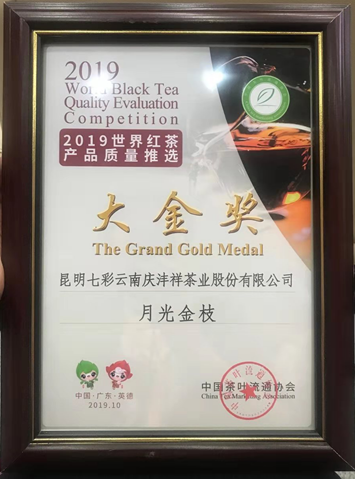 2019
World Black Tea
Quality Evaluation
Competition
2019世界红茶
产品质量推选
大金奖
The Grand Gold Medal
昆明七彩云南庆沣祥茶业股份有限公司
月光金枝
中国·广东·英德
2019.10
中国茶叶流通协会
China Tea Marketing Association